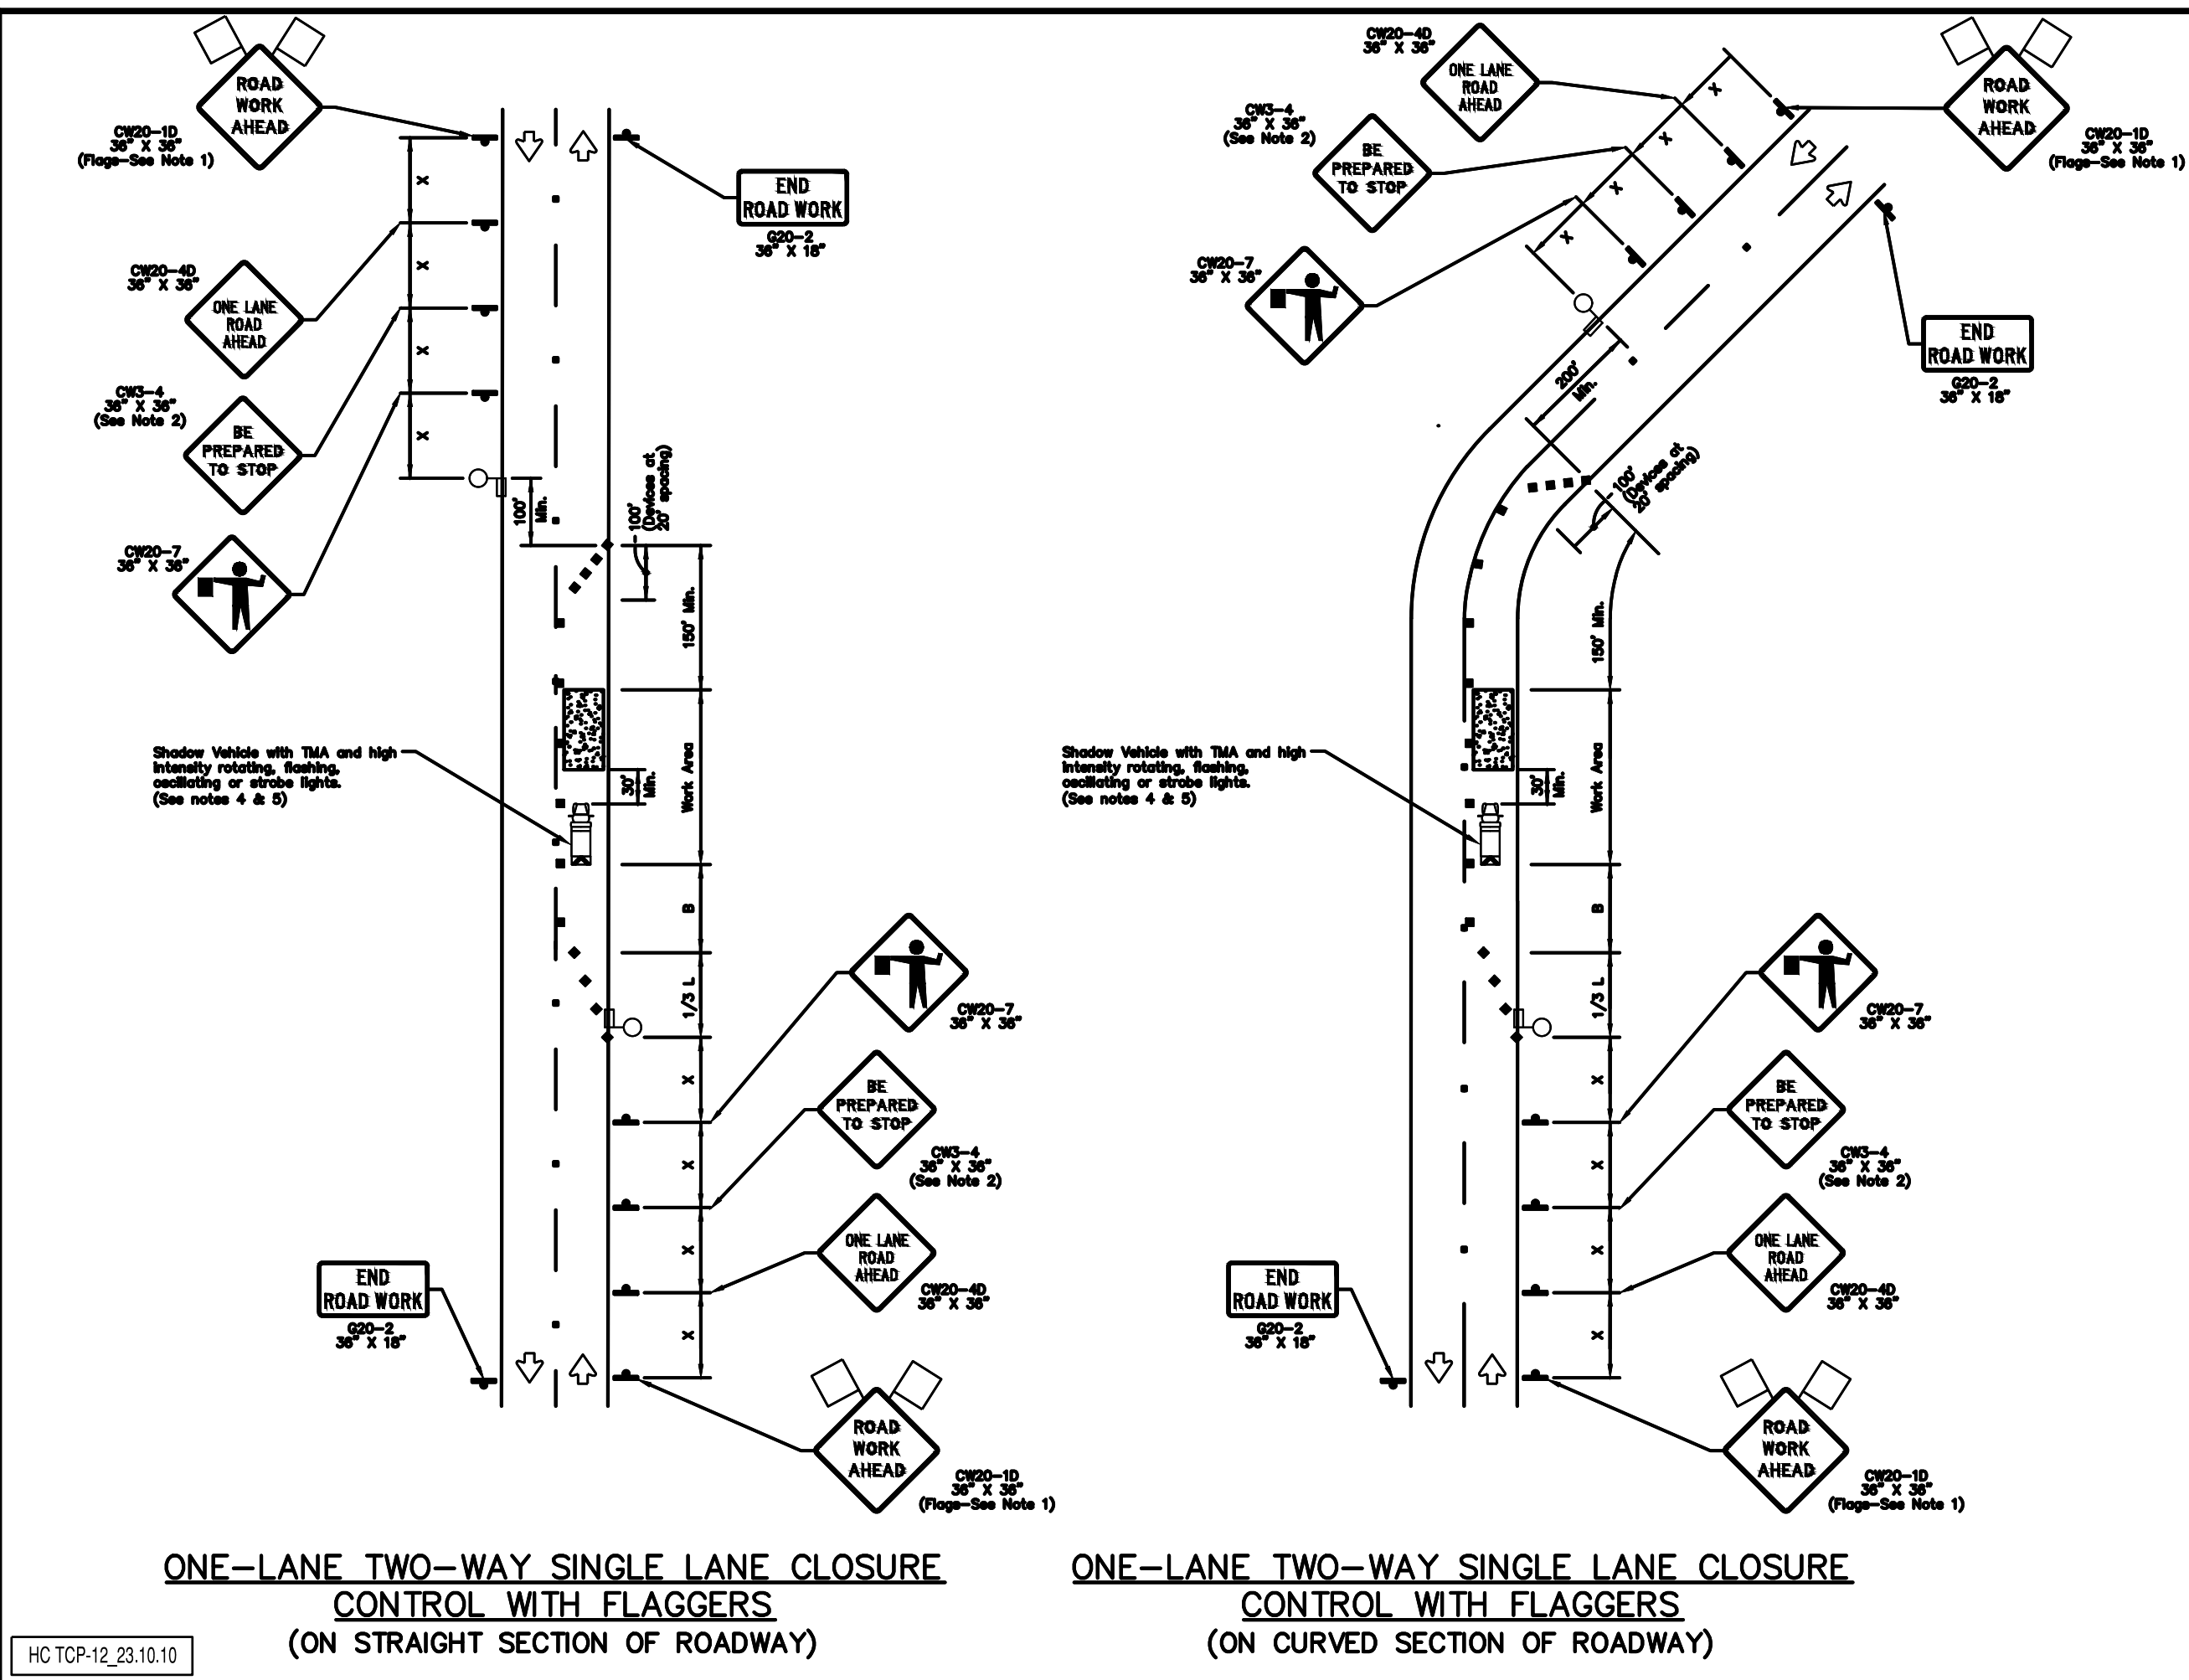 ROAD
WORK
AHEAD
CW20-1D
36" X 36"
(Flags-See Note 1)
END
ROAD WORK
G20-2
36" X 18"
X
CW20-4D
36" X 36"
ONE LANE
ROAD
AHEAD
X
CW3-4
36" X 36"
(See Note 2)
BE
PREPARED
TO STOP
X
X
CW20-7
36" X 36"
100'
Min.
100'
(Devices at
20' spacing)
150' Min.
Shadow Vehicle with TMA and high
intensity rotating, flashing,
oscillating or strobe lights.
(See notes 4 & 5)
30'
Min.
Work Area
B
1/3 L
CW20-7
36" X 36"
X
BE
PREPARED
TO STOP
CW3-4
36" X 36"
(See Note 2)
X
ONE LANE
ROAD
AHEAD
CW20-4D
36" X 36"
X
X
END
ROAD WORK
G20-2
36" X 18"
ROAD
WORK
AHEAD
CW20-1D
36" X 36"
(Flags-See Note 1)
ONE-LANE TWO-WAY SINGLE LANE CLOSURE
CONTROL WITH FLAGGERS
(ON STRAIGHT SECTION OF ROADWAY)
CW20-4D
36" X 36"
ONE LANE
ROAD
AHEAD
X
ROAD
WORK
AHEAD
CW20-1D
36" X 36"
(Flags-See Note 1)
CW3-4
36" X 36"
(See Note 2)
BE
PREPARED
TO STOP
X
X
CW20-7
36" X 36"
X
END
ROAD WORK
G20-2
36" X 18"
200'
Min.
100'
(Devices at
20' spacing)
150' Min.
Shadow Vehicle with TMA and high
intensity rotating, flashing,
oscillating or strobe lights.
(See notes 4 & 5)
30'
Min.
Work Area
B
1/3 L
CW20-7
36" X 36"
X
BE
PREPARED
TO STOP
CW3-4
36" X 36"
(See Note 2)
X
ONE LANE
ROAD
AHEAD
CW20-4D
36" X 36"
X
X
END
ROAD WORK
G20-2
36" X 18"
ROAD
WORK
AHEAD
CW20-1D
36" X 36"
(Flags-See Note 1)
ONE-LANE TWO-WAY SINGLE LANE CLOSURE
CONTROL WITH FLAGGERS
(ON CURVED SECTION OF ROADWAY)
HC TCP-12_23.10.10